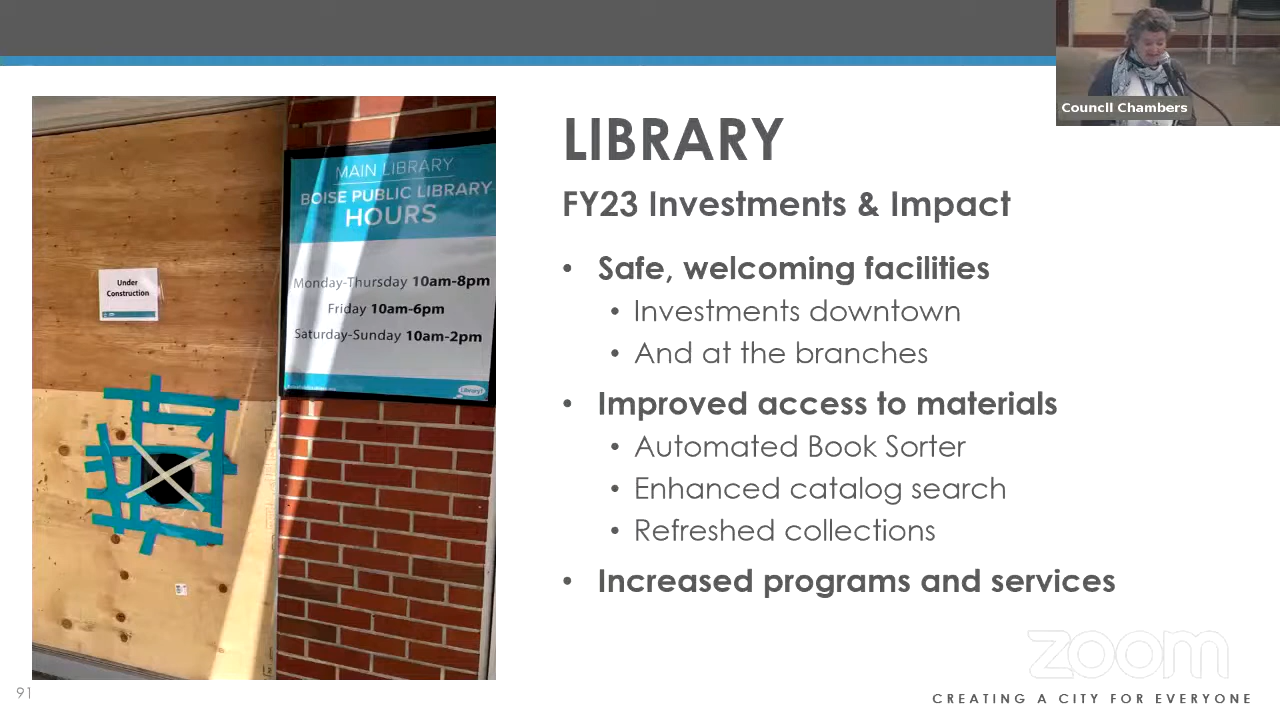 Council Chambers
LIBRARY
FY23 Investments & Impact
• Safe, welcoming facilities
• Investments downtown
• And at the branches
• Improved access to materials
• Automated Book Sorter
• Enhanced catalog search
• Refreshed collections
• Increased programs and services
MAIN LIBRARY
BOISE PUBLIC LIBRARY
HOURS
Monday-Thursday 10am-8pm
Friday 10am-6pm
Saturday-Sunday 10am-2pm
Library!
Under
Construction
zoom
91
CREATING A CITY FOR EVERYONE